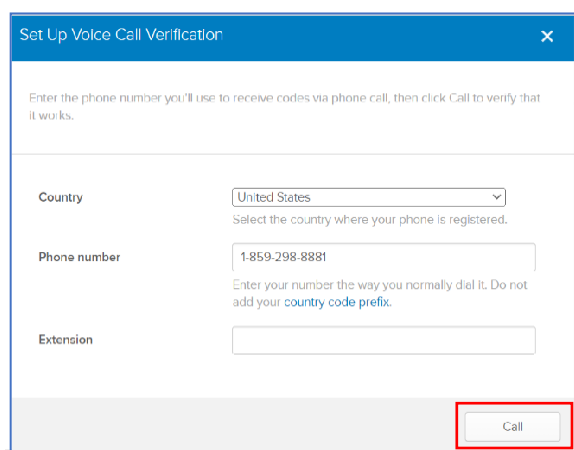 Set Up Voice Call Verification
Enter the phone number you'll use to receive codes via phone call, then click Call to verify that
it works.
Country
United States
Select the country where your phone is registered.
Phone number
1-859-298-8881
Enter your number the way you normally dial it. Do not
add your country code prefix.
Extension
Call